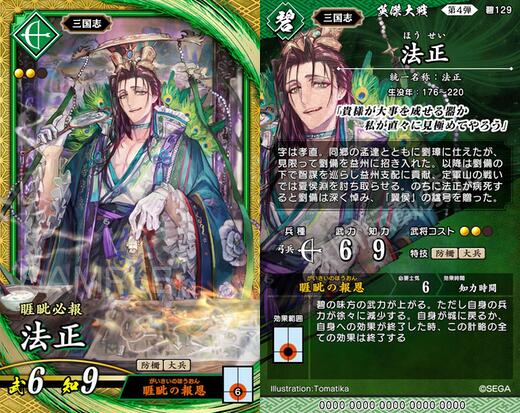 三国志
睚眦必報
法正
防柵 大兵
武6 知9
がいさいのほうおん
睚眦の報恩
6
碧
三国志
英傑大戦
第4弾
碧129
ほう せい
法正
統一名称:法正
生没年:176~220
「貴様が大事を成せる器か
私が直々に見極めてやろう」
字は孝直。同郷の孟達とともに劉璋に仕えたが、
見限って劉備を益州に招き入れた。以降は劉備の
下で智謀を巡らし益州支配に貢献。定軍山の戦い
では夏侯淵を討ち取らせる。のちに法正が病死す
ると劉備は深く悼み、「翼侯」の諡号を贈った。
兵種 武力 知力 武将コスト
弓兵 6 9
特技 防柵 大兵
がいさいのほうおん
睚眦の報恩
必要士気
6
効果時間
知力時間
効果範囲
碧の味方の武力が上がる。ただし自身の兵
力が徐々に減少する。自身が城に戻るか、
自身への効果が終了した時、この計略の全
ての効果は終了する
Illustration:Tomatika
©SEGA
0000 0000 0000 0000 0000